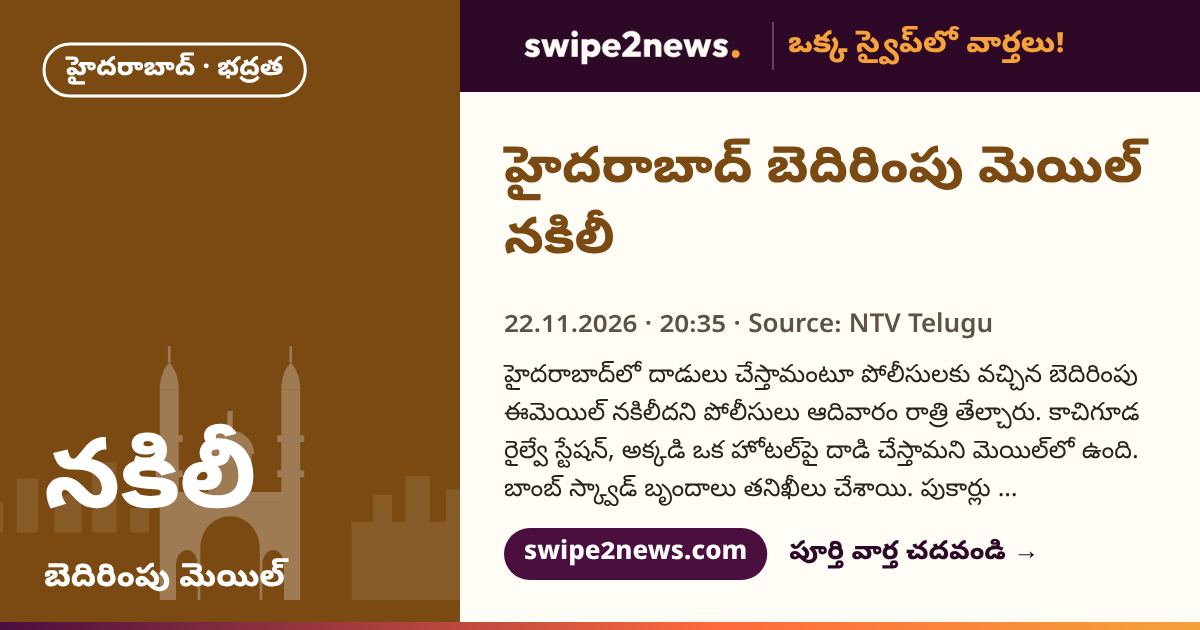 హైదరాబాద్ · భద్రత
నకిలీ
బెదిరింపు మెయిల్
swipe2news.
ఒక్క స్వైప్‌లో వార్తలు!
హైదరాబాద్ బెదిరింపు మెయిల్
నకిలీ
22.11.2026 · 20:35 · Source: NTV Telugu
హైదరాబాద్‌లో దాడులు చేస్తామంటూ పోలీసులకు వచ్చిన బెదిరింపు
ఈమెయిల్ నకిలీదని పోలీసులు ఆదివారం రాత్రి తేల్చారు. కాచిగూడ
రైల్వే స్టేషన్, అక్కడి ఒక హోటల్‌పై దాడి చేస్తామని మెయిల్‌లో ఉంది.
బాంబ్ స్క్వాడ్ బృందాలు తనిఖీలు చేశాయి. పుకార్లు ...
swipe2news.com
పూర్తి వార్త చదవండి →